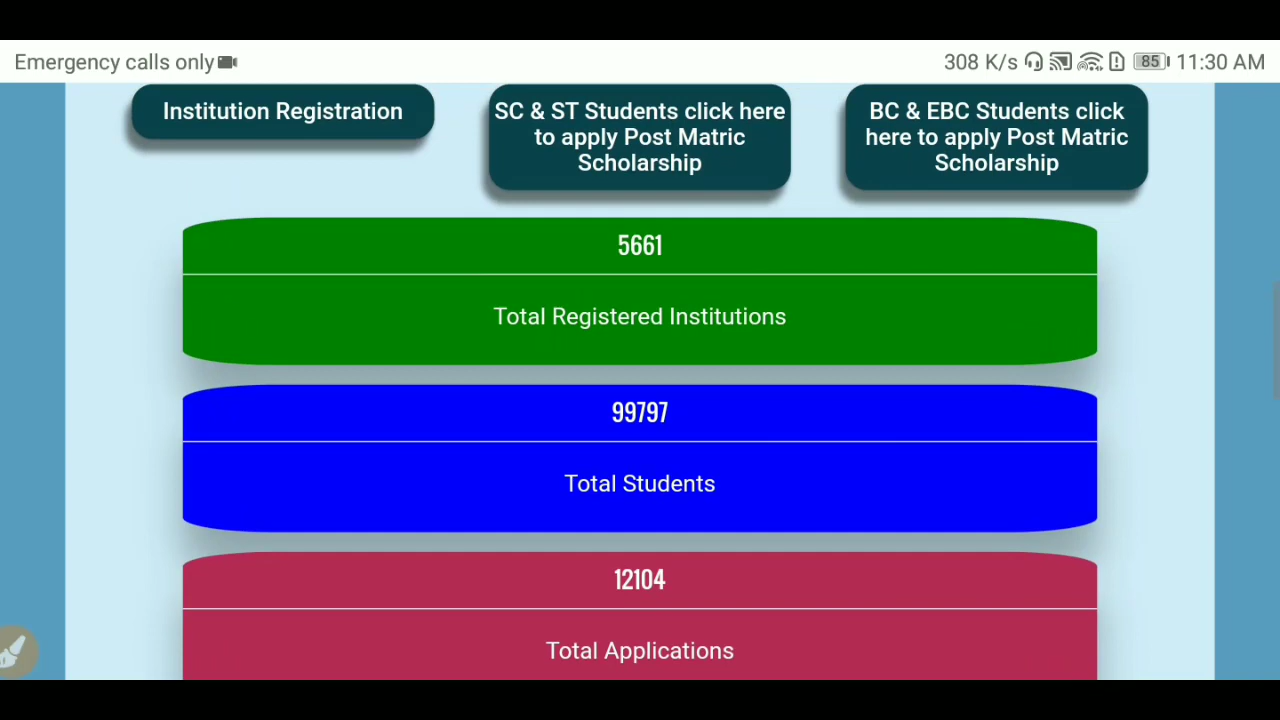 Emergency calls only
308 K/s 85 11:30 AM
Institution Registration
SC & ST Students click here
to apply Post Matric
Scholarship
BC & EBC Students click
here to apply Post Matric
Scholarship
5661
Total Registered Institutions
99797
Total Students
12104
Total Applications